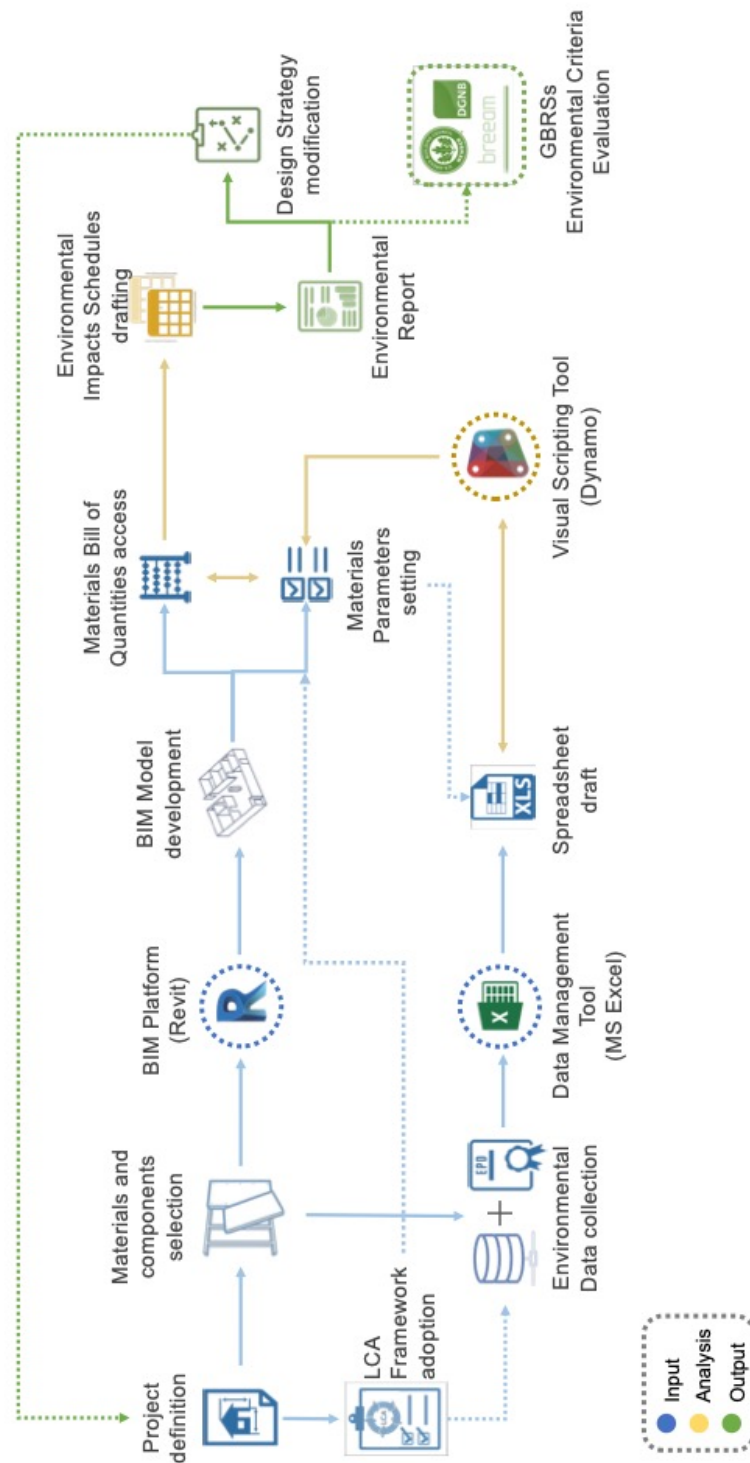 Project
definition
Materials and
components
selection
BIM Platform
(Revit)
BIM Model
development
Materials Bill of
Quantities access
Environmental
Impacts Schedules
drafting
Design Strategy
modification
LCA
Framework
adoption
LCA
EPD
+
Environmental
Data collection
X
Data Management
Tool
(MS Excel)
XLS
Spreadsheet
draft
Materials
Parameters
setting
Visual Scripting Tool
(Dynamo)
Environmental
Report
DGNB
breeam
GBRSs
Environmental Criteria
Evaluation
R
Input
Analysis
Output